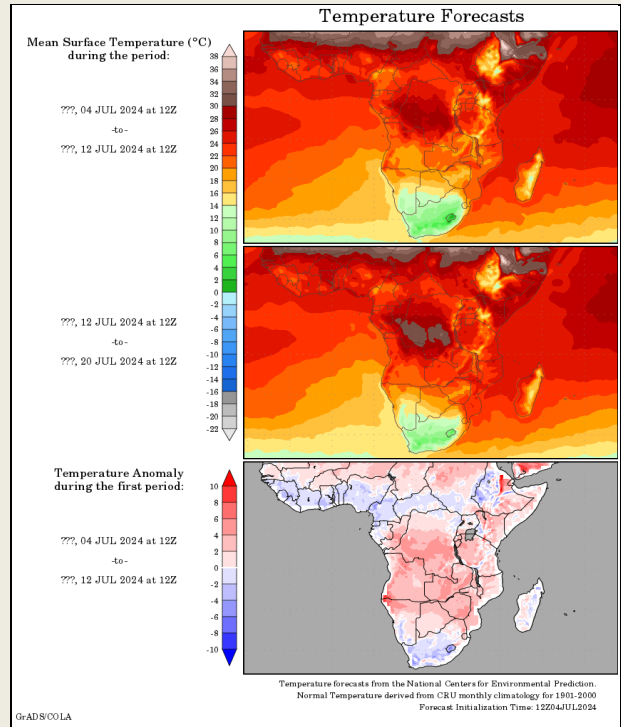 Temperature Forecasts
Mean Surface Temperature (°C)
during the period:
???, 04 JUL 2024 at 12Z
-to-
???, 12 JUL 2024 at 12Z
38
36
34
32
30
28
26
24
22
20
18
16
14
12
10
8
6
4
2
0
-2
-4
-6
-8
-10
-12
-14
-16
-18
-20
-22
???, 12 JUL 2024 at 12Z
-to-
???, 20 JUL 2024 at 12Z
Temperature Anomaly
during the first period:
???, 04 JUL 2024 at 12Z
-to-
???, 12 JUL 2024 at 12Z
10
8
6
4
2
0
-2
-4
-6
-8
-10
Temperature forecasts from the National Centers for Environmental Prediction.
Normal Temperature derived from CRU monthly climatology for 1901-2000
Forecast Initialization Time: 12Z04JUL2024
GrADS/COLA